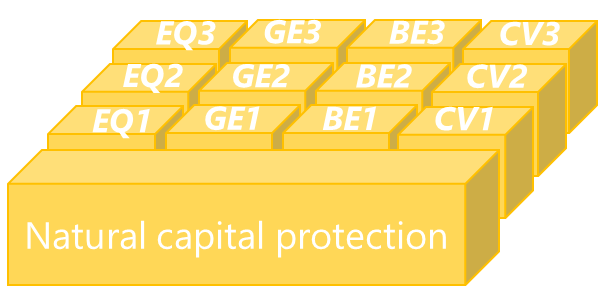 EQ3 GE3 BE3 CV3
EQ2 GE2 BE2 CV2
EQ1 GE1 BE1 CV1
Natural capital protection